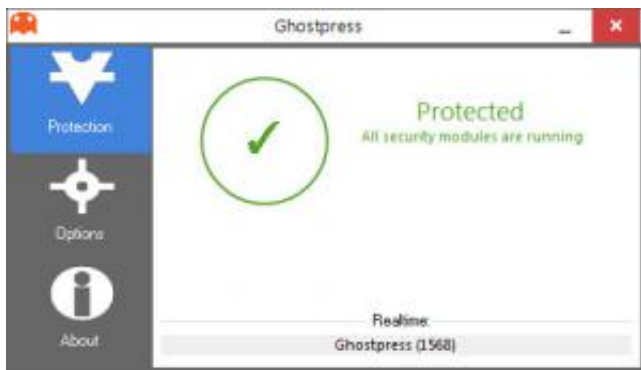 Ghostpress
Protection
Protected
All security modules are running
Options
About
Realtime:
Ghostpress (1568)